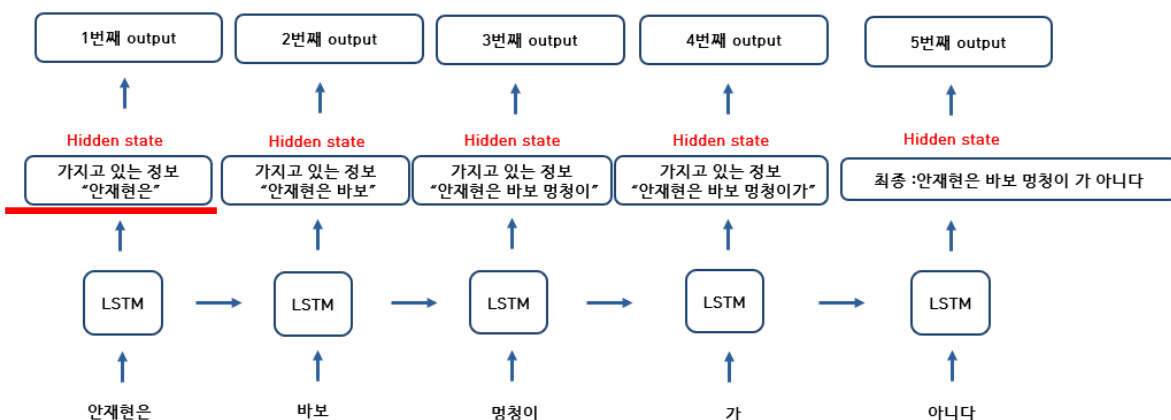 1번째 output
2번째 output
3번째 output
4번째 output
5번째 output
Hidden state
Hidden state
Hidden state
Hidden state
Hidden state
가지고 있는 정보
“안재현은”
가지고 있는 정보
“안재현은 바보”
가지고 있는 정보
“안재현은 바보 멍청이”
가지고 있는 정보
“안재현은 바보 멍청이가”
최종 :안재현은 바보 멍청이 가 아니다
LSTM
LSTM
LSTM
LSTM
LSTM
안재현은
바보
멍청이
가
아니다